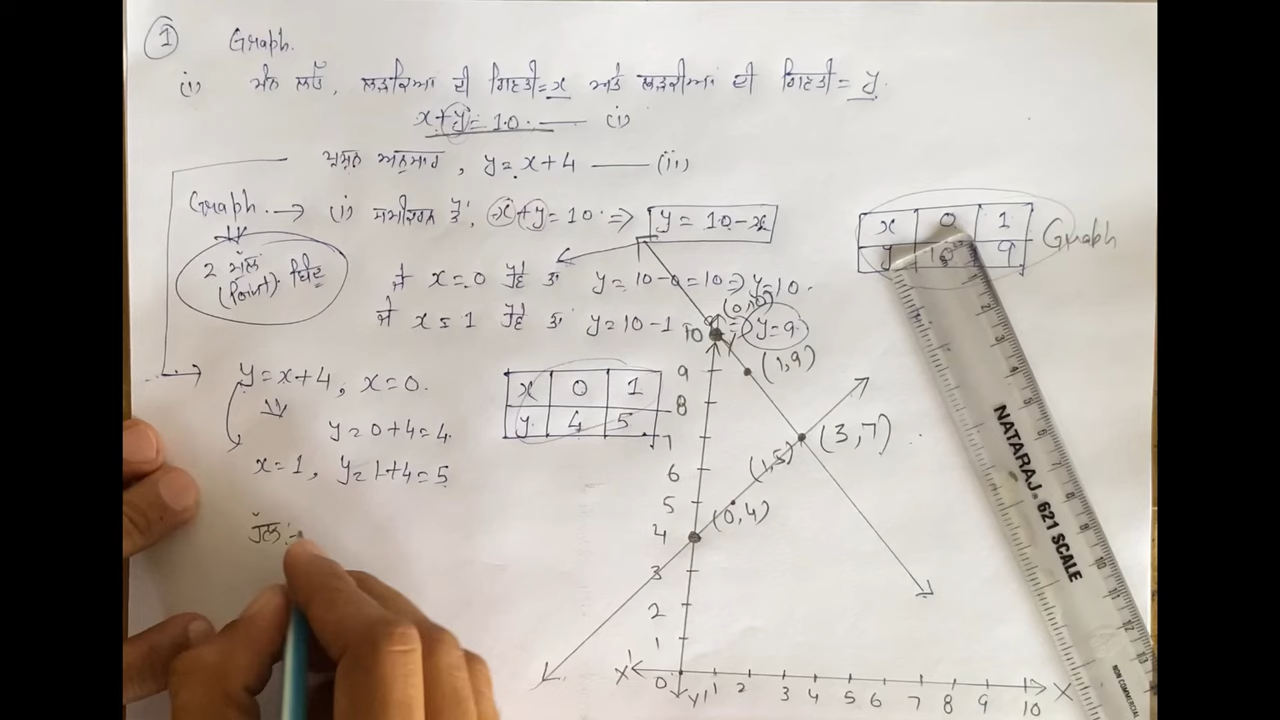 1 Graph.
(i) ਮੰਨ ਲਓ, ਲੜਕਿਆਂ ਦੀ ਗਿਣਤੀ = x ਅਤੇ ਲੜਕੀਆਂ ਦੀ ਗਿਣਤੀ = y.
x+y=10. — (i)
ਪ੍ਰਸ਼ਨ ਅਨੁਸਾਰ, y=x+4 — (ii)
Graph. → (i) ਸਮੀਕਰਨ ਤੋਂ, x+y=10 ⇒ y=10-x
x 0 1
y 10 9
Graph
2 ਮੁੱਲ
(Point). ਬਿੰਦੂ
ਜੇ x=0 ਹੋਵੇ ਤਾਂ y=10-0=10 ⇒ y=10.
ਜੇ x=1 ਹੋਵੇ ਤਾਂ y=10-1 = y=9.
y=x+4, x=0.
y=0+4=4.
x=1, y=1+4=5
x 0 1
y 4 5
ਹੱਲ:-
(0,10)
(1,9)
(3,7)
(1,5)
(0,4)
10
9
8
7
6
5
4
3
2
1
X' 0 1 2 3 4 5 6 7 8 9 10 X
Y'
NATARAJ 621 SCALE
NON COMMERCIAL